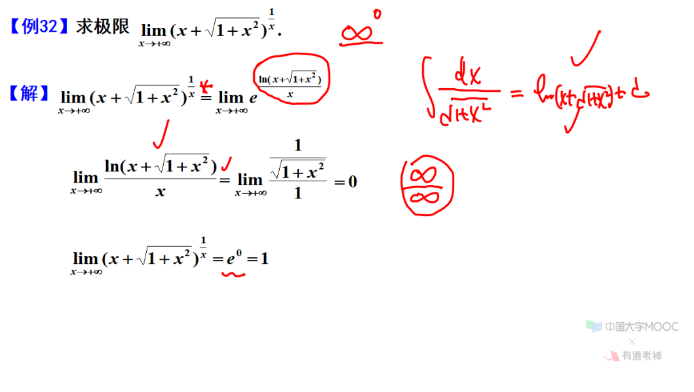 【例32】求极限 lim_{x→+∞} (x + √(1+x²))^{1/x}. ∞⁰
【解】 lim_{x→+∞} (x + √(1+x²))^{1/x} = lim_{x→+∞} e^{ln(x+√(1+x²))/x} ∫ dx/√(1+x²) = ln(x+√(1+x²)) + C
lim_{x→+∞} ln(x + √(1+x²))/x = lim_{x→+∞} (1/√(1+x²))/1 = 0 ∞/∞
lim_{x→+∞} (x + √(1+x²))^{1/x} = e⁰ = 1
中国大学MOOC
×
有道考神